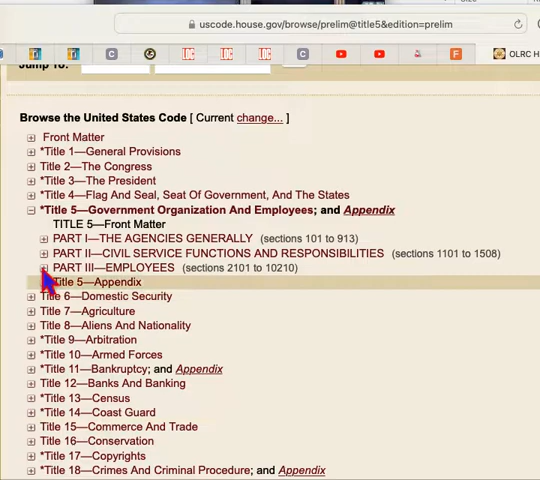 Size
uscode.house.gov/browse/prelim@title5&edition=prelim
C LOC LOC LOC C F OLRC H
Jump To:
Browse the United States Code [ Current change... ]
Front Matter
*Title 1—General Provisions
Title 2—The Congress
*Title 3—The President
*Title 4—Flag And Seal, Seat Of Government, And The States
*Title 5—Government Organization And Employees; and Appendix
TITLE 5—Front Matter
PART I—THE AGENCIES GENERALLY (sections 101 to 913)
PART II—CIVIL SERVICE FUNCTIONS AND RESPONSIBILITIES (sections 1101 to 1508)
PART III—EMPLOYEES (sections 2101 to 10210)
Title 5—Appendix
Title 6—Domestic Security
Title 7—Agriculture
Title 8—Aliens And Nationality
*Title 9—Arbitration
*Title 10—Armed Forces
*Title 11—Bankruptcy; and Appendix
Title 12—Banks And Banking
*Title 13—Census
*Title 14—Coast Guard
Title 15—Commerce And Trade
Title 16—Conservation
*Title 17—Copyrights
*Title 18—Crimes And Criminal Procedure; and Appendix